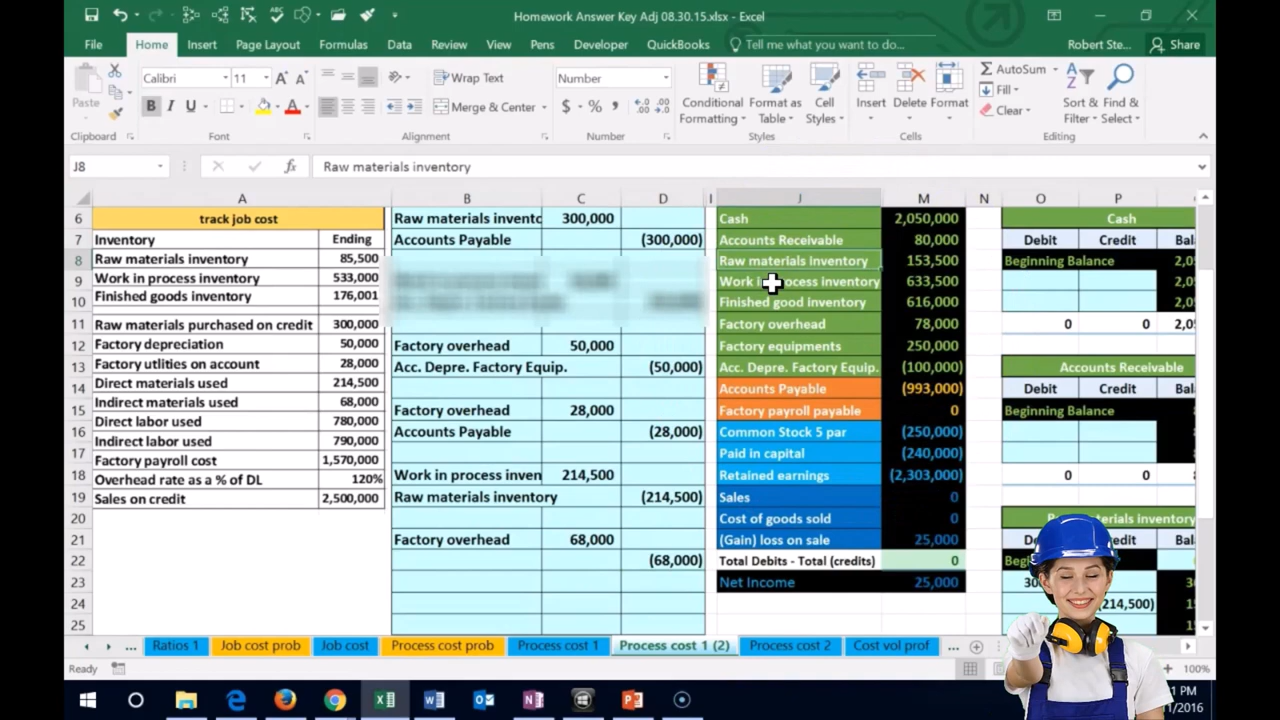 Homework Answer Key Adj 08.30.15.xlsx - Excel
File Home Insert Page Layout Formulas Data Review View Pens Developer QuickBooks Tell me what you want to do... Robert Ste... Share
Paste Calibri 11 Wrap Text Number AutoSum
Merge & Center Conditional Formatting Format as Table Cell Styles Insert Delete Format Fill Clear Sort & Filter Find & Select
Clipboard Font Alignment Number Styles Cells Editing
J8 Raw materials inventory
A B C D I J M N O P
6 track job cost Raw materials invento 300,000 Cash 2,050,000 Cash
7 Inventory Ending Accounts Payable (300,000) Accounts Receivable 80,000 Debit Credit Bal
8 Raw materials inventory 85,500 Raw materials inventory 153,500 Beginning Balance 2,0
9 Work in process inventory 533,000 Work process inventory 633,500 2,0
10 Finished goods inventory 176,001 Finished good inventory 616,000 2,0
11 Raw materials purchased on credit 300,000 Factory overhead 78,000 0 0 2,0
12 Factory depreciation 50,000 Factory overhead 50,000 Factory equipments 250,000
13 Factory utlities on account 28,000 Acc. Depre. Factory Equip. (50,000) Acc. Depre. Factory Equip. (100,000) Accounts Receivable
14 Direct materials used 214,500 Accounts Payable (993,000) Debit Credit Bal
15 Indirect materials used 68,000 Factory overhead 28,000 Factory payroll payable 0 Beginning Balance
16 Direct labor used 780,000 Accounts Payable (28,000) Common Stock 5 par (250,000)
17 Indirect labor used 790,000 Paid in capital (240,000)
18 Factory payroll cost 1,570,000 Work in process inven 214,500 Retained earnings (2,303,000) 0 0
Overhead rate as a % of DL 120%
19 Sales on credit 2,500,000 Raw materials inventory (214,500) Sales 0
20 Cost of goods sold 0 materials inventory
21 Factory overhead 68,000 (Gain) loss on sale 25,000
22 (68,000) Total Debits - Total (credits) 0
23 Net Income 25,000
24 (214,500)
25
... Ratios 1 Job cost prob Job cost Process cost prob Process cost 1 Process cost 1 (2) Process cost 2 Cost vol prof ...
Ready 100%
PM
/2016